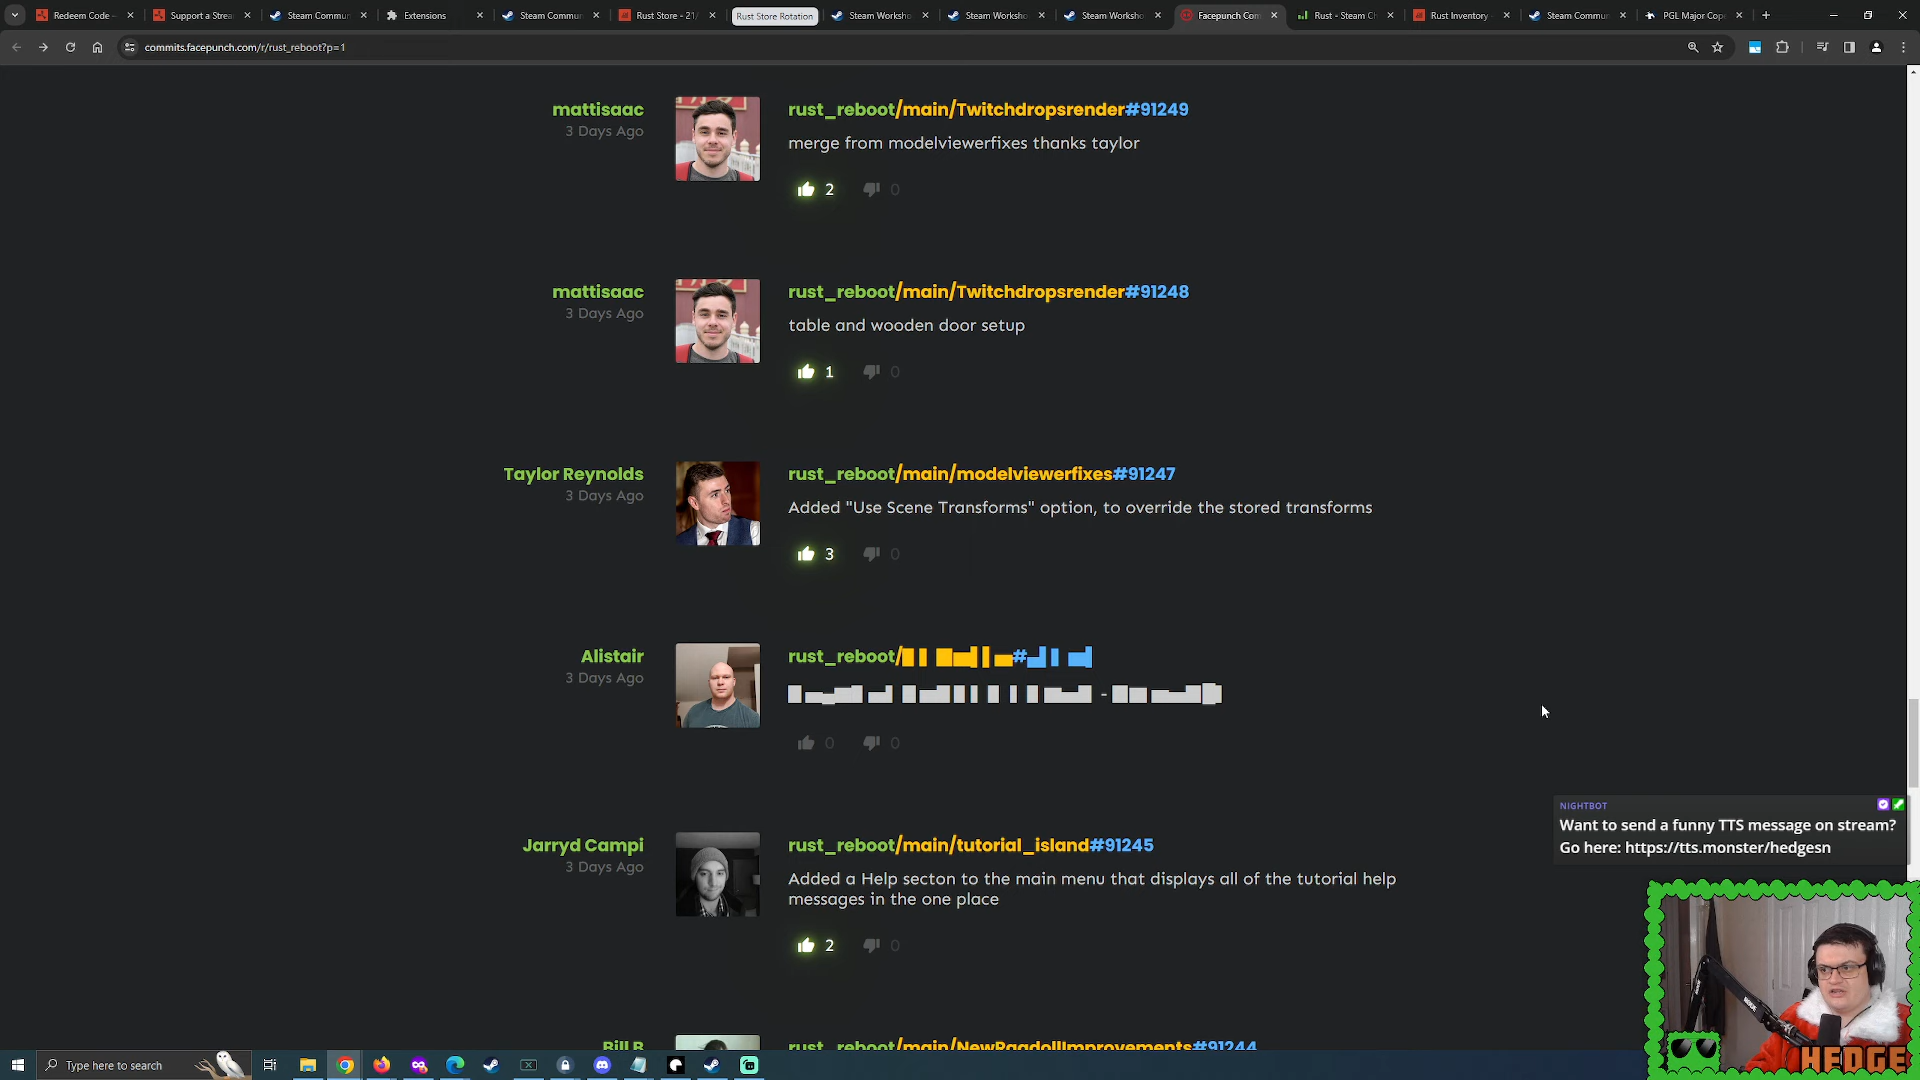 Redeem Code -
Support a Strea
Steam Commun
Extensions
Steam Commu
Rust Store - 21/
Rust Store Rotation
Steam Worksho
Steam Worksho
Steam Worksho
Facepunch Com
Rust - Steam C
Rust Inventory
Steam Commun
PGL Major Cope
commits.facepunch.com/r/rust_reboot?p=1
mattisaac
3 Days Ago
rust_reboot/main/Twitchdropsrender#91249
merge from modelviewerfixes thanks taylor
2
0
mattisaac
3 Days Ago
rust_reboot/main/Twitchdropsrender#91248
table and wooden door setup
1
0
Taylor Reynolds
3 Days Ago
rust_reboot/main/modelviewerfixes#91247
Added "Use Scene Transforms" option, to override the stored transforms
3
0
Alistair
3 Days Ago
rust_reboot/
0
0
Jarryd Campi
3 Days Ago
rust_reboot/main/tutorial_island#91245
Added a Help secton to the main menu that displays all of the tutorial help
messages in the one place
2
0
Bill B
rust_reboot/main/NewRagdollImprovements#91244
NIGHTBOT
Want to send a funny TTS message on stream?
Go here: https://tts.monster/hedgesn
HEDGE
Type here to search